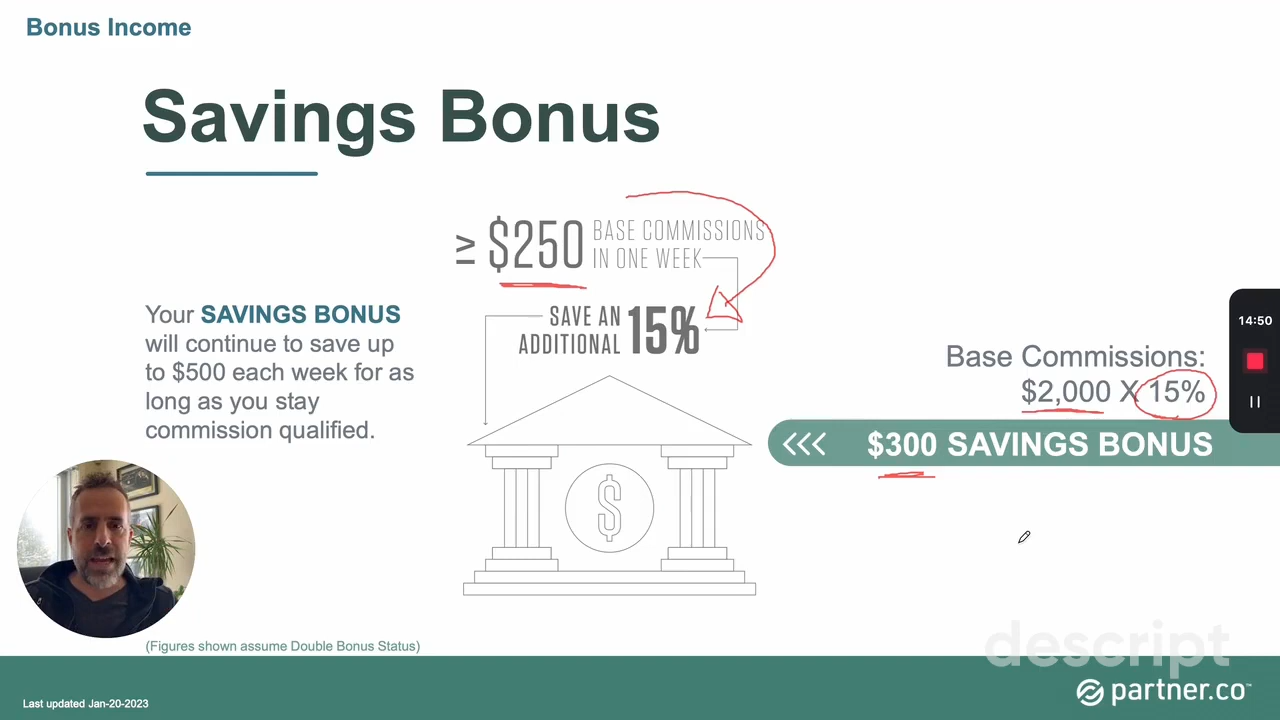 Bonus Income
Savings Bonus
≥ $250 BASE COMMISSIONS
IN ONE WEEK
SAVE AN
ADDITIONAL 15%
Your SAVINGS BONUS
will continue to save up
to $500 each week for as
long as you stay
commission qualified.
$
Base Commissions:
$2,000 X 15%
$300 SAVINGS BONUS
14:50
(Figures shown assume Double Bonus Status)
descript
Last updated Jan-20-2023
partner.co™